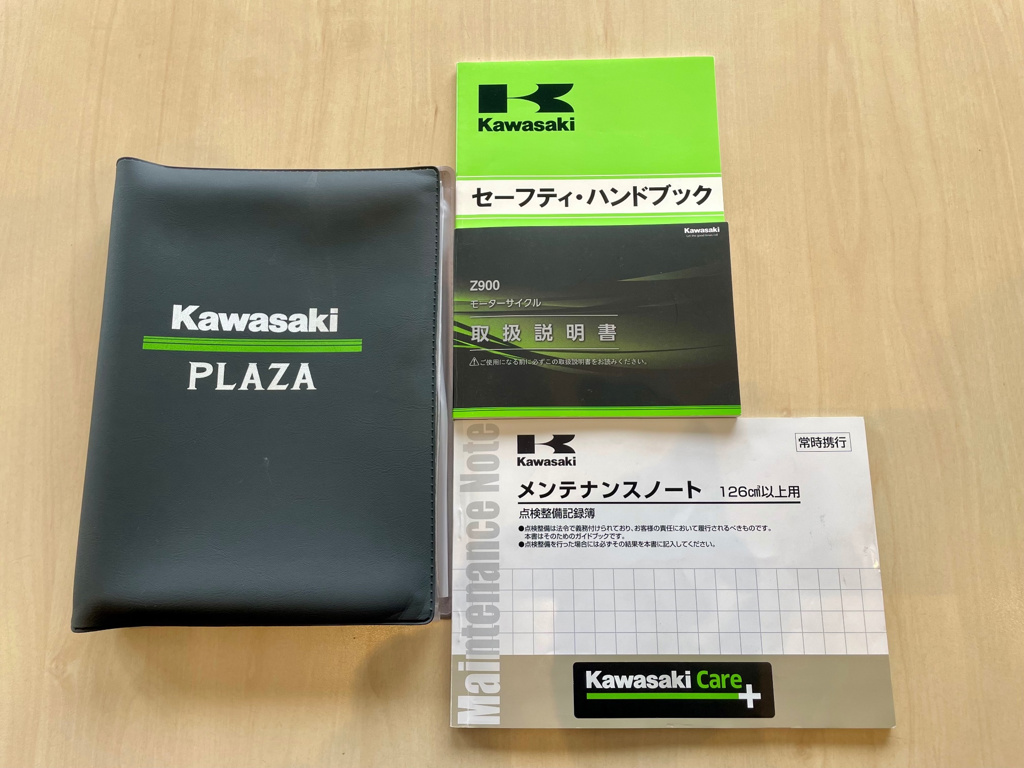 Kawasaki
PLAZA
Kawasaki
セーフティ・ハンドブック
Kawasaki
Z900
モーターサイクル
取扱説明書
⚠ご使用になる前に必ずこの取扱説明書をお読みください。
Maintenance Note
Kawasaki
常時携行
メンテナンスノート 126c㎥以上用
点検整備記録簿
●点検整備は法令で義務付けられており、お客様の責任において履行されるべきものです。
本書はそのためのガイドブックです。
●点検整備を行った場合には必ずその結果を本書に記入してください。
Kawasaki Care+